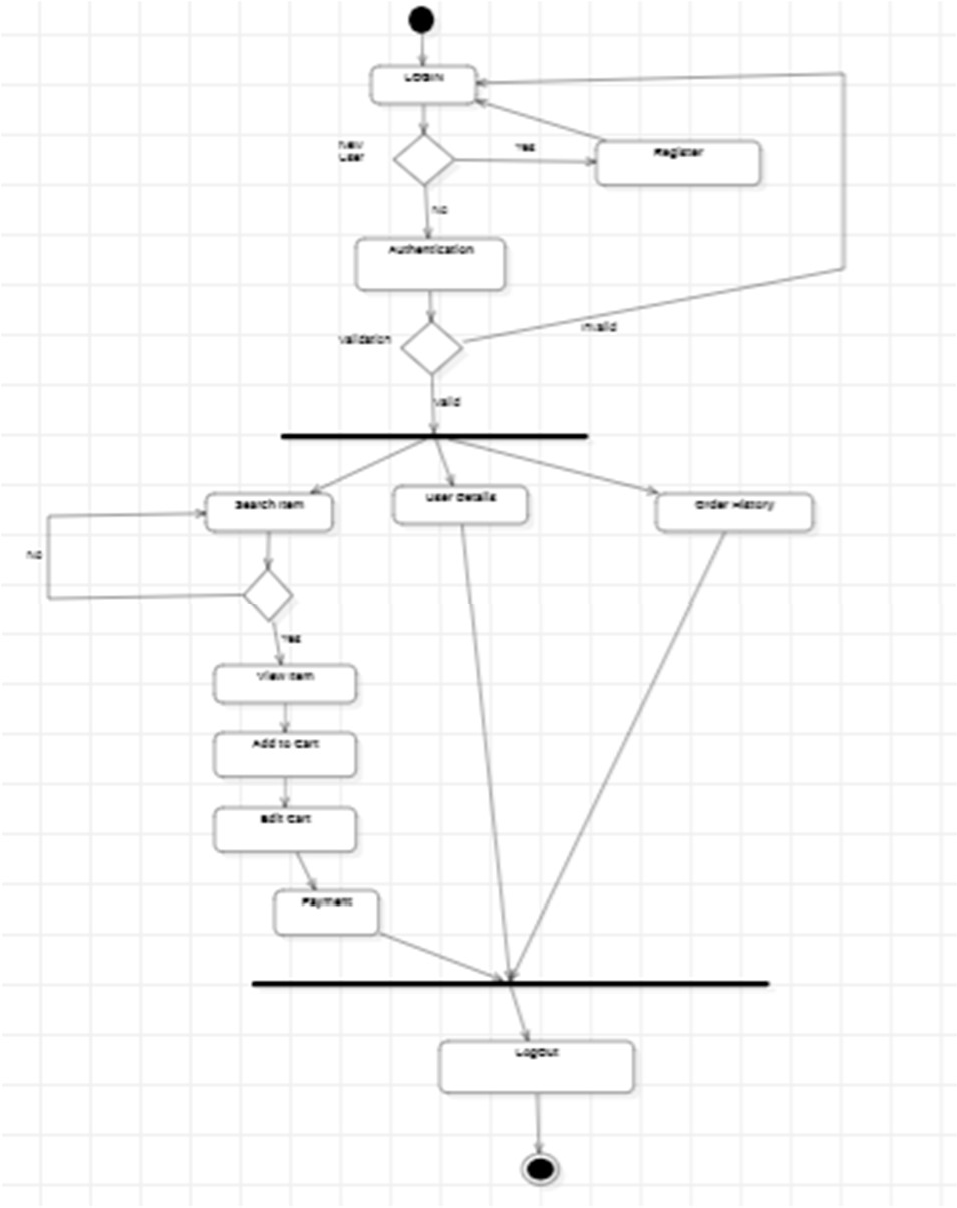 LOGIN
New
User
Yes
Register
No
Authentication
Validation
Invalid
Valid
Search Item
User Details
Order History
No
Yes
View Item
Add to Cart
Edit Cart
Payment
LogOut